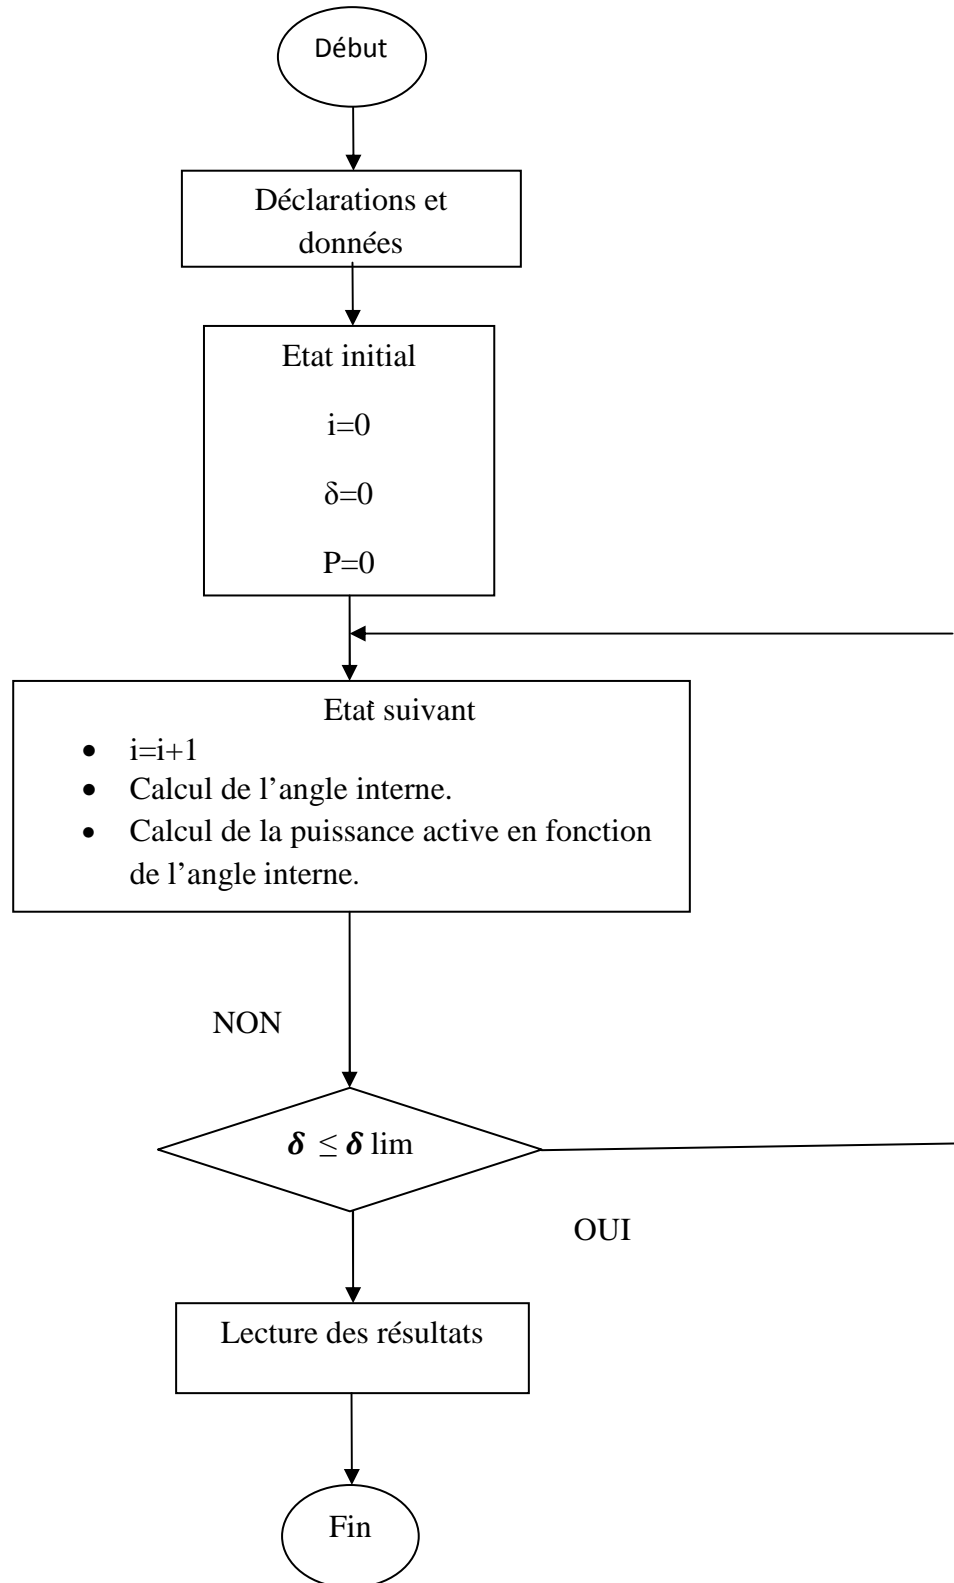 Début
Déclarations et
données
Etat initial
i=0
δ=0
P=0
Etat suivant
• i=i+1
• Calcul de l’angle interne.
• Calcul de la puissance active en fonction
de l’angle interne.
NON
δ ≤ δ lim
OUI
Lecture des résultats
Fin